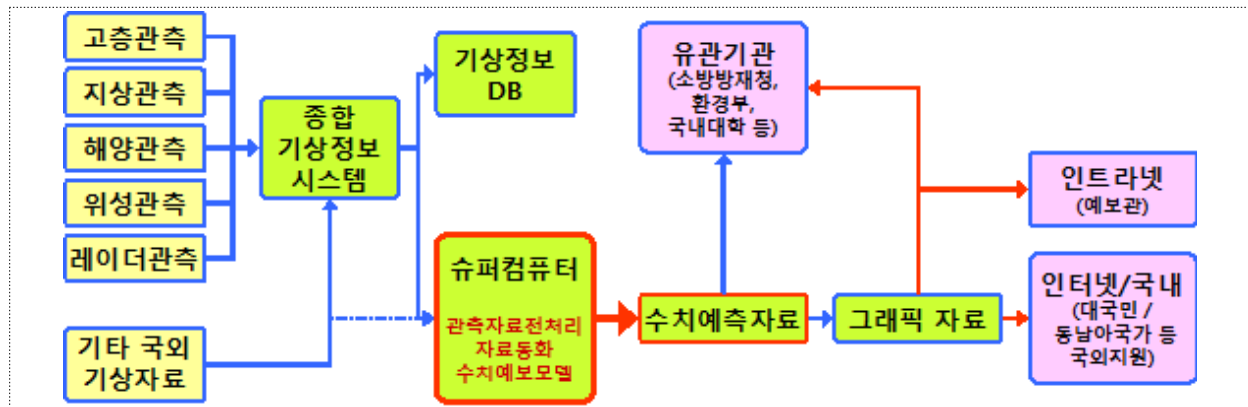 고층관측
지상관측
해양관측
위성관측
레이더관측
기타 국외
기상자료
종합
기상정보
시스템
기상정보
DB
슈퍼컴퓨터
관측자료전처리
자료동화
수치예보모델
유관기관
(소방방재청,
환경부,
국내대학 등)
수치예측자료
그래픽 자료
인트라넷
(예보관)
인터넷/국내
(대국민 /
동남아국가 등
국외지원)